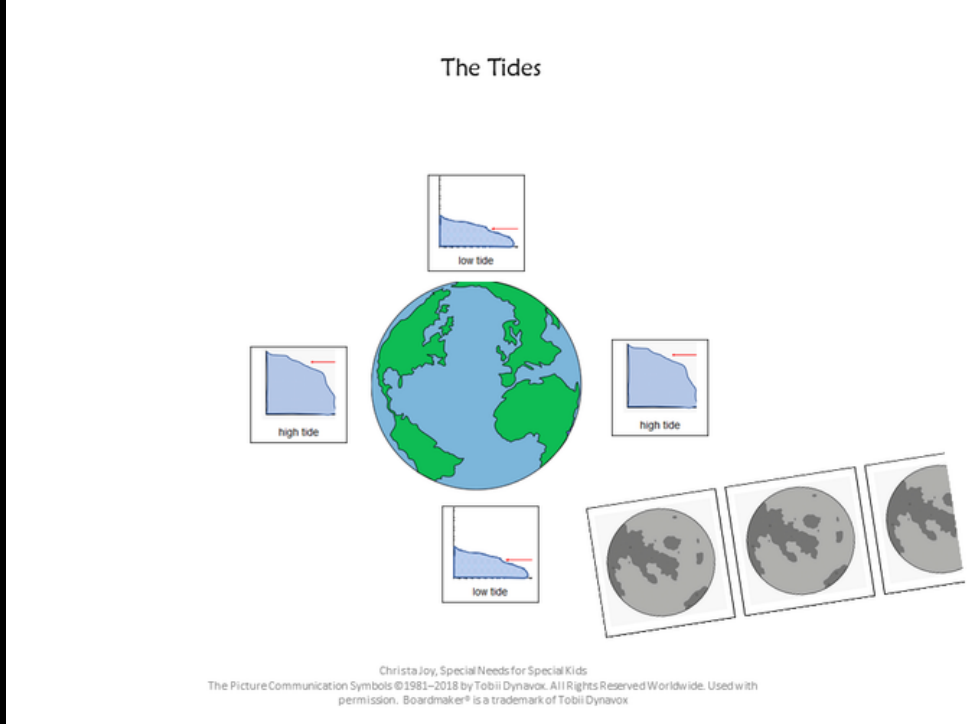 The Tides
low tide
high tide
high tide
low tide
Christa Joy, Special Needs for Special Kids
The Picture Communication Symbols ©1981–2018 by Tobii Dynavox. All Rights Reserved Worldwide. Used with
permission. Boardmaker® is a trademark of Tobii Dynavox